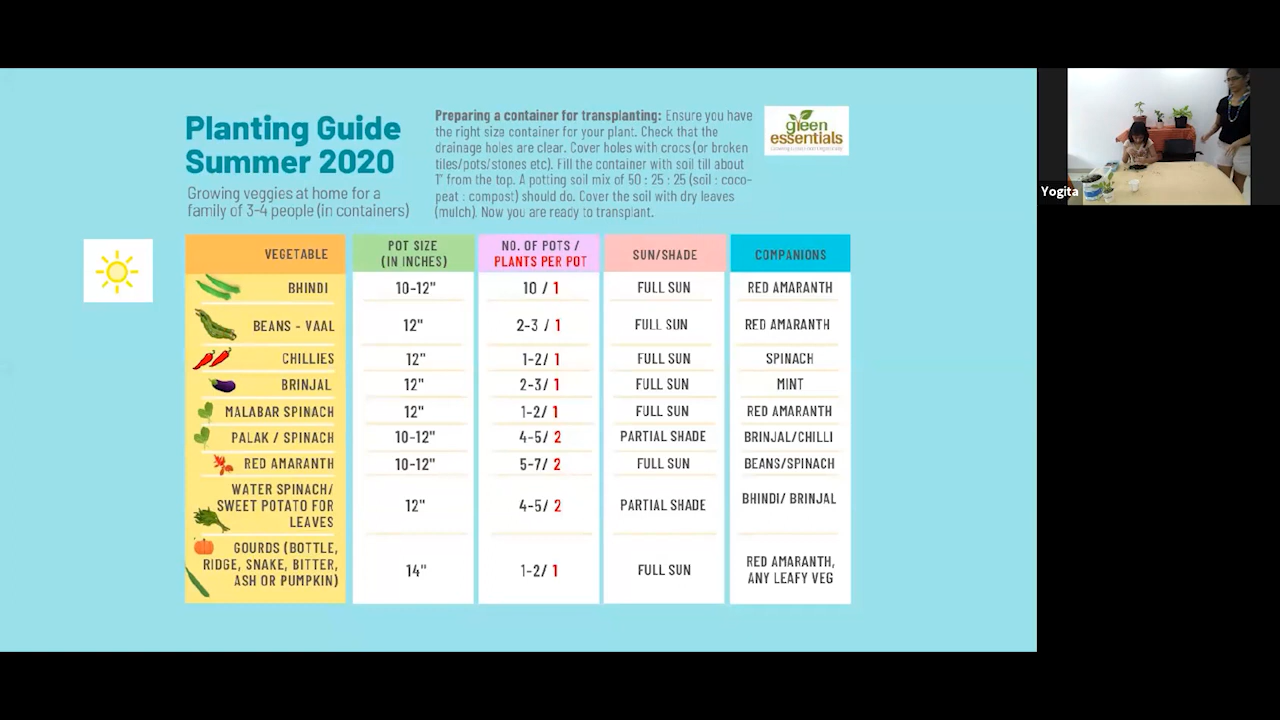 Planting Guide
Summer 2020
Growing veggies at home for a
family of 3-4 people (in containers)
Preparing a container for transplanting: Ensure you have
the right size container for your plant. Check that the
drainage holes are clear. Cover holes with crocs (or broken
tiles/pots/stones etc). Fill the container with soil till about
1" from the top. A potting soil mix of 50 : 25 : 25 (soil : coco-
peat : compost) should do. Cover the soil with dry leaves
(mulch). Now you are ready to transplant.
green
essentials
Yogita
VEGETABLE
POT SIZE
(IN INCHES)
NO. OF POTS /
PLANTS PER POT
SUN/SHADE
COMPANIONS
BHINDI 10-12" 10 / 1 FULL SUN RED AMARANTH
BEANS - VAAL 12" 2-3 / 1 FULL SUN RED AMARANTH
CHILLIES 12" 1-2/ 1 FULL SUN SPINACH
BRINJAL 12" 2-3/ 1 FULL SUN MINT
MALABAR SPINACH 12" 1-2/ 1 FULL SUN RED AMARANTH
PALAK / SPINACH 10-12" 4-5/ 2 PARTIAL SHADE BRINJAL/CHILLI
RED AMARANTH 10-12" 5-7/ 2 FULL SUN BEANS/SPINACH
WATER SPINACH/
SWEET POTATO FOR
LEAVES
12" 4-5/ 2 PARTIAL SHADE BHINDI/ BRINJAL
GOURDS (BOTTLE,
RIDGE, SNAKE, BITTER,
ASH OR PUMPKIN)
14" 1-2/ 1 FULL SUN
RED AMARANTH,
ANY LEAFY VEG